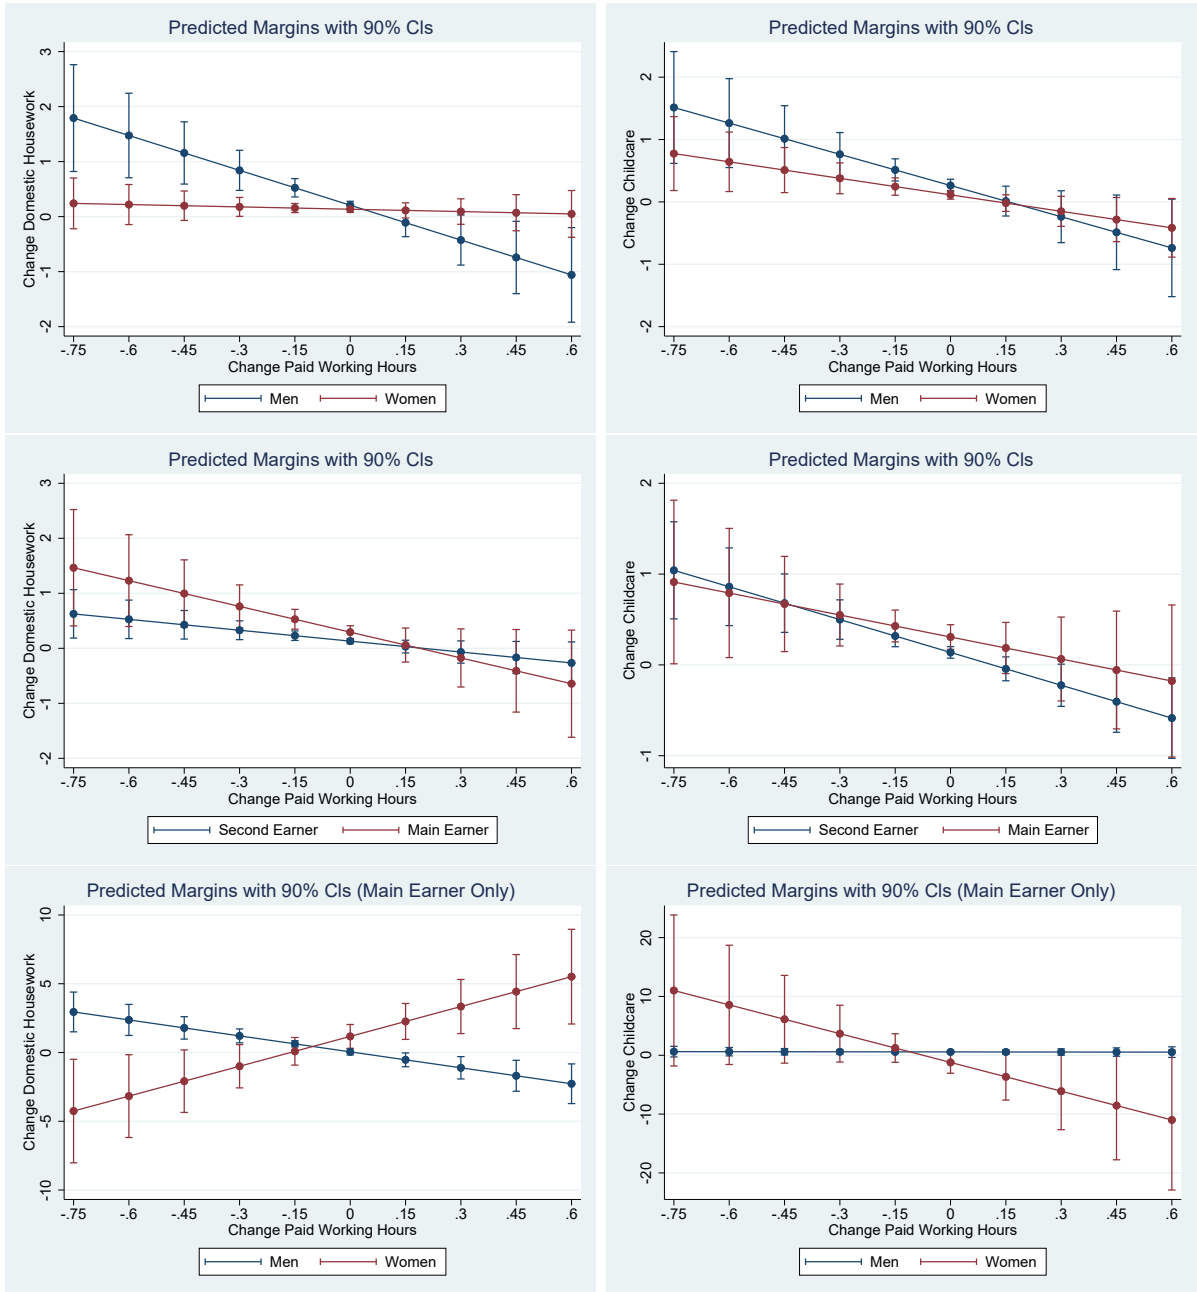 Predicted Margins with 90% CIs
Change Domestic Housework
3
2
1
0
-1
-2
-.75 -.6 -.45 -.3 -.15 0 .15 .3 .45 .6
Change Paid Working Hours
Men Women
Predicted Margins with 90% CIs
Change Childcare
2
1
0
-1
-2
-.75 -.6 -.45 -.3 -.15 0 .15 .3 .45 .6
Change Paid Working Hours
Men Women
Predicted Margins with 90% CIs
Change Domestic Housework
3
2
1
0
-1
-2
-.75 -.6 -.45 -.3 -.15 0 .15 .3 .45 .6
Change Paid Working Hours
Second Earner Main Earner
Predicted Margins with 90% CIs
Change Childcare
2
1
0
-1
-.75 -.6 -.45 -.3 -.15 0 .15 .3 .45 .6
Change Paid Working Hours
Second Earner Main Earner
Predicted Margins with 90% CIs (Main Earner Only)
Change Domestic Housework
10
5
0
-5
-10
-.75 -.6 -.45 -.3 -.15 0 .15 .3 .45 .6
Change Paid Working Hours
Men Women
Predicted Margins with 90% CIs (Main Earner Only)
Change Childcare
20
10
0
-10
-20
-.75 -.6 -.45 -.3 -.15 0 .15 .3 .45 .6
Change Paid Working Hours
Men Women